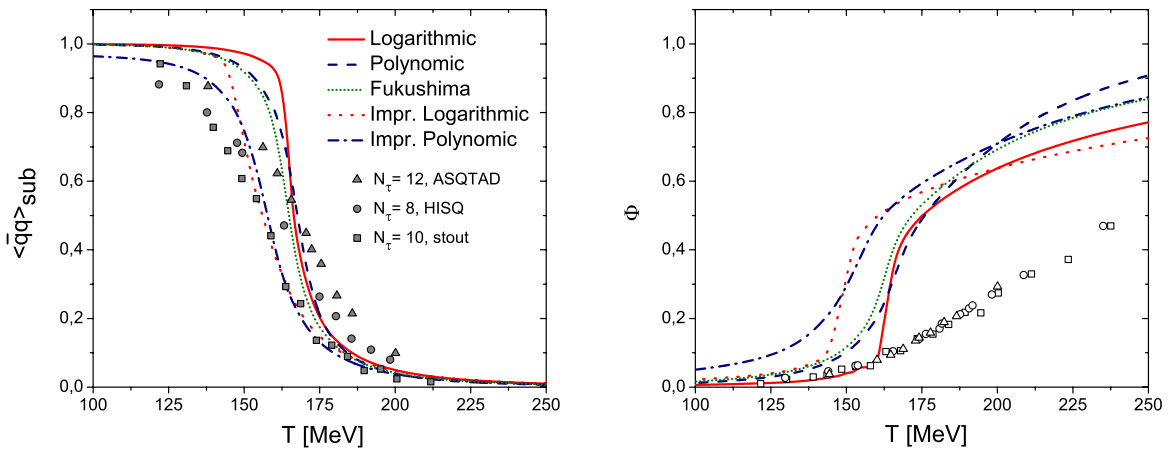 <q̄q>sub
1,0
0,8
0,6
0,4
0,2
0,0
100 125 150 175 200 225 250
T [MeV]
Logarithmic
Polynomic
Fukushima
Impr. Logarithmic
Impr. Polynomic
Nτ= 12, ASQTAD
Nτ= 8, HISQ
Nτ= 10, stout
Φ
1,0
0,8
0,6
0,4
0,2
0,0
100 125 150 175 200 225 250
T [MeV]